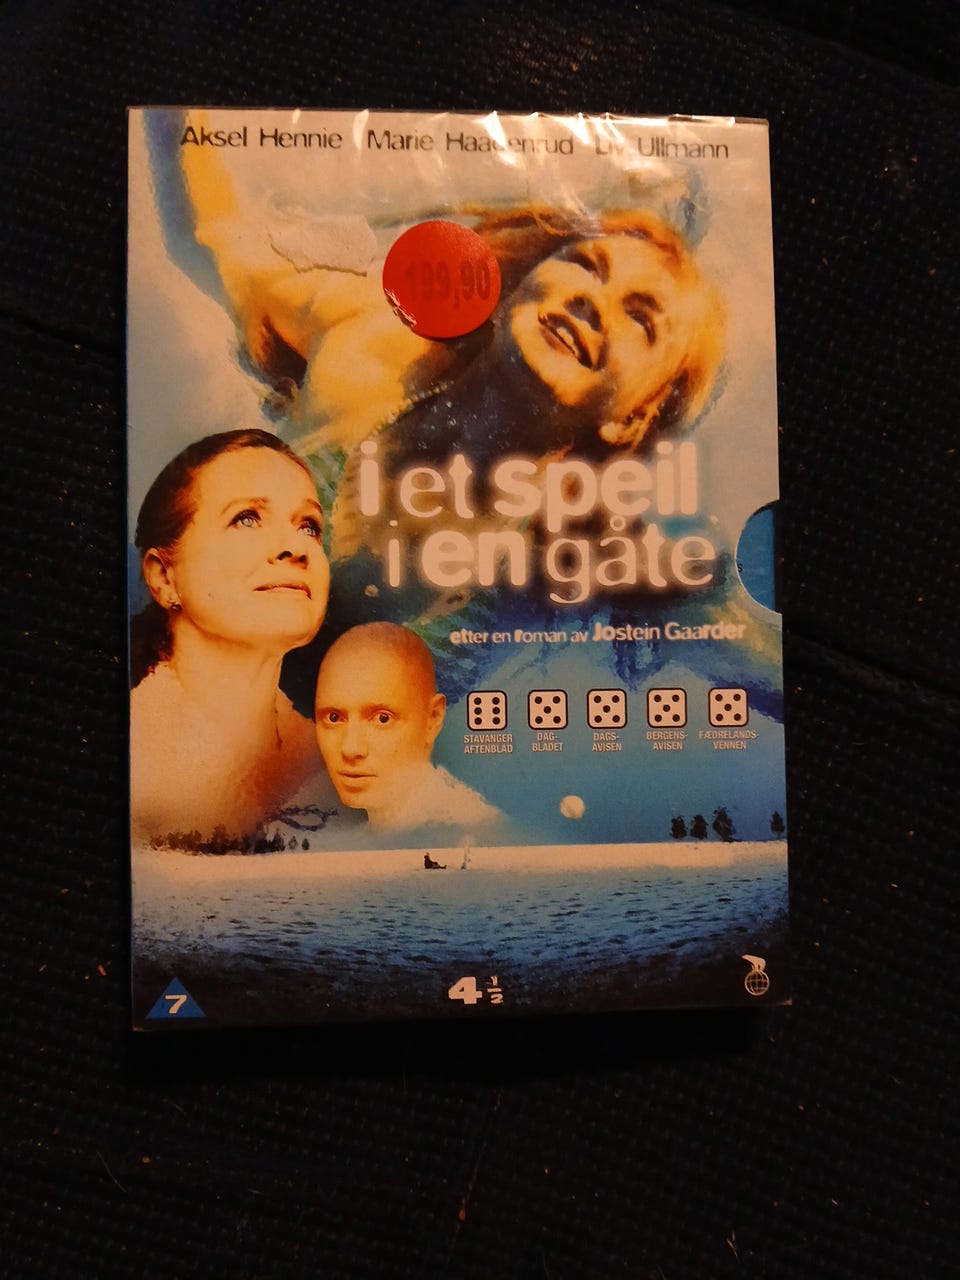 Aksel Hennie Marie Haagenrud Liv Ullmann
199,90
i et speil
i en gåte
etter en roman av Jostein Gaarder
STAVANGER AFTENBLAD
DAG-BLADET
DAGS-AVISEN
BERGENS-AVISEN
FÆDRELANDS-VENNEN
7
4 1/2